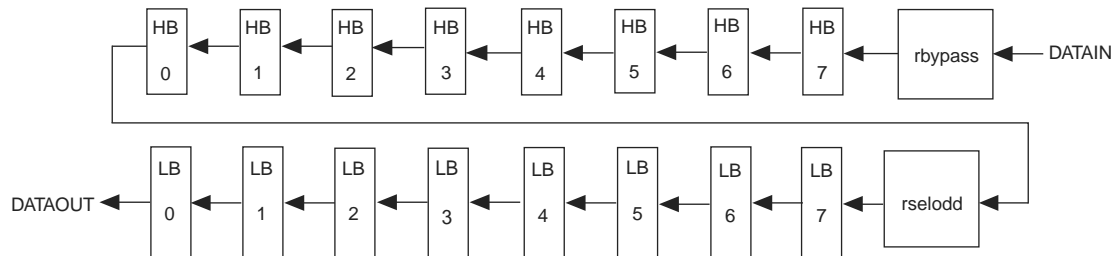 HB HB HB HB HB HB HB HB
0 1 2 3 4 5 6 7 rbypass DATAIN
LB LB LB LB LB LB LB LB
DATAOUT 0 1 2 3 4 5 6 7 rselodd